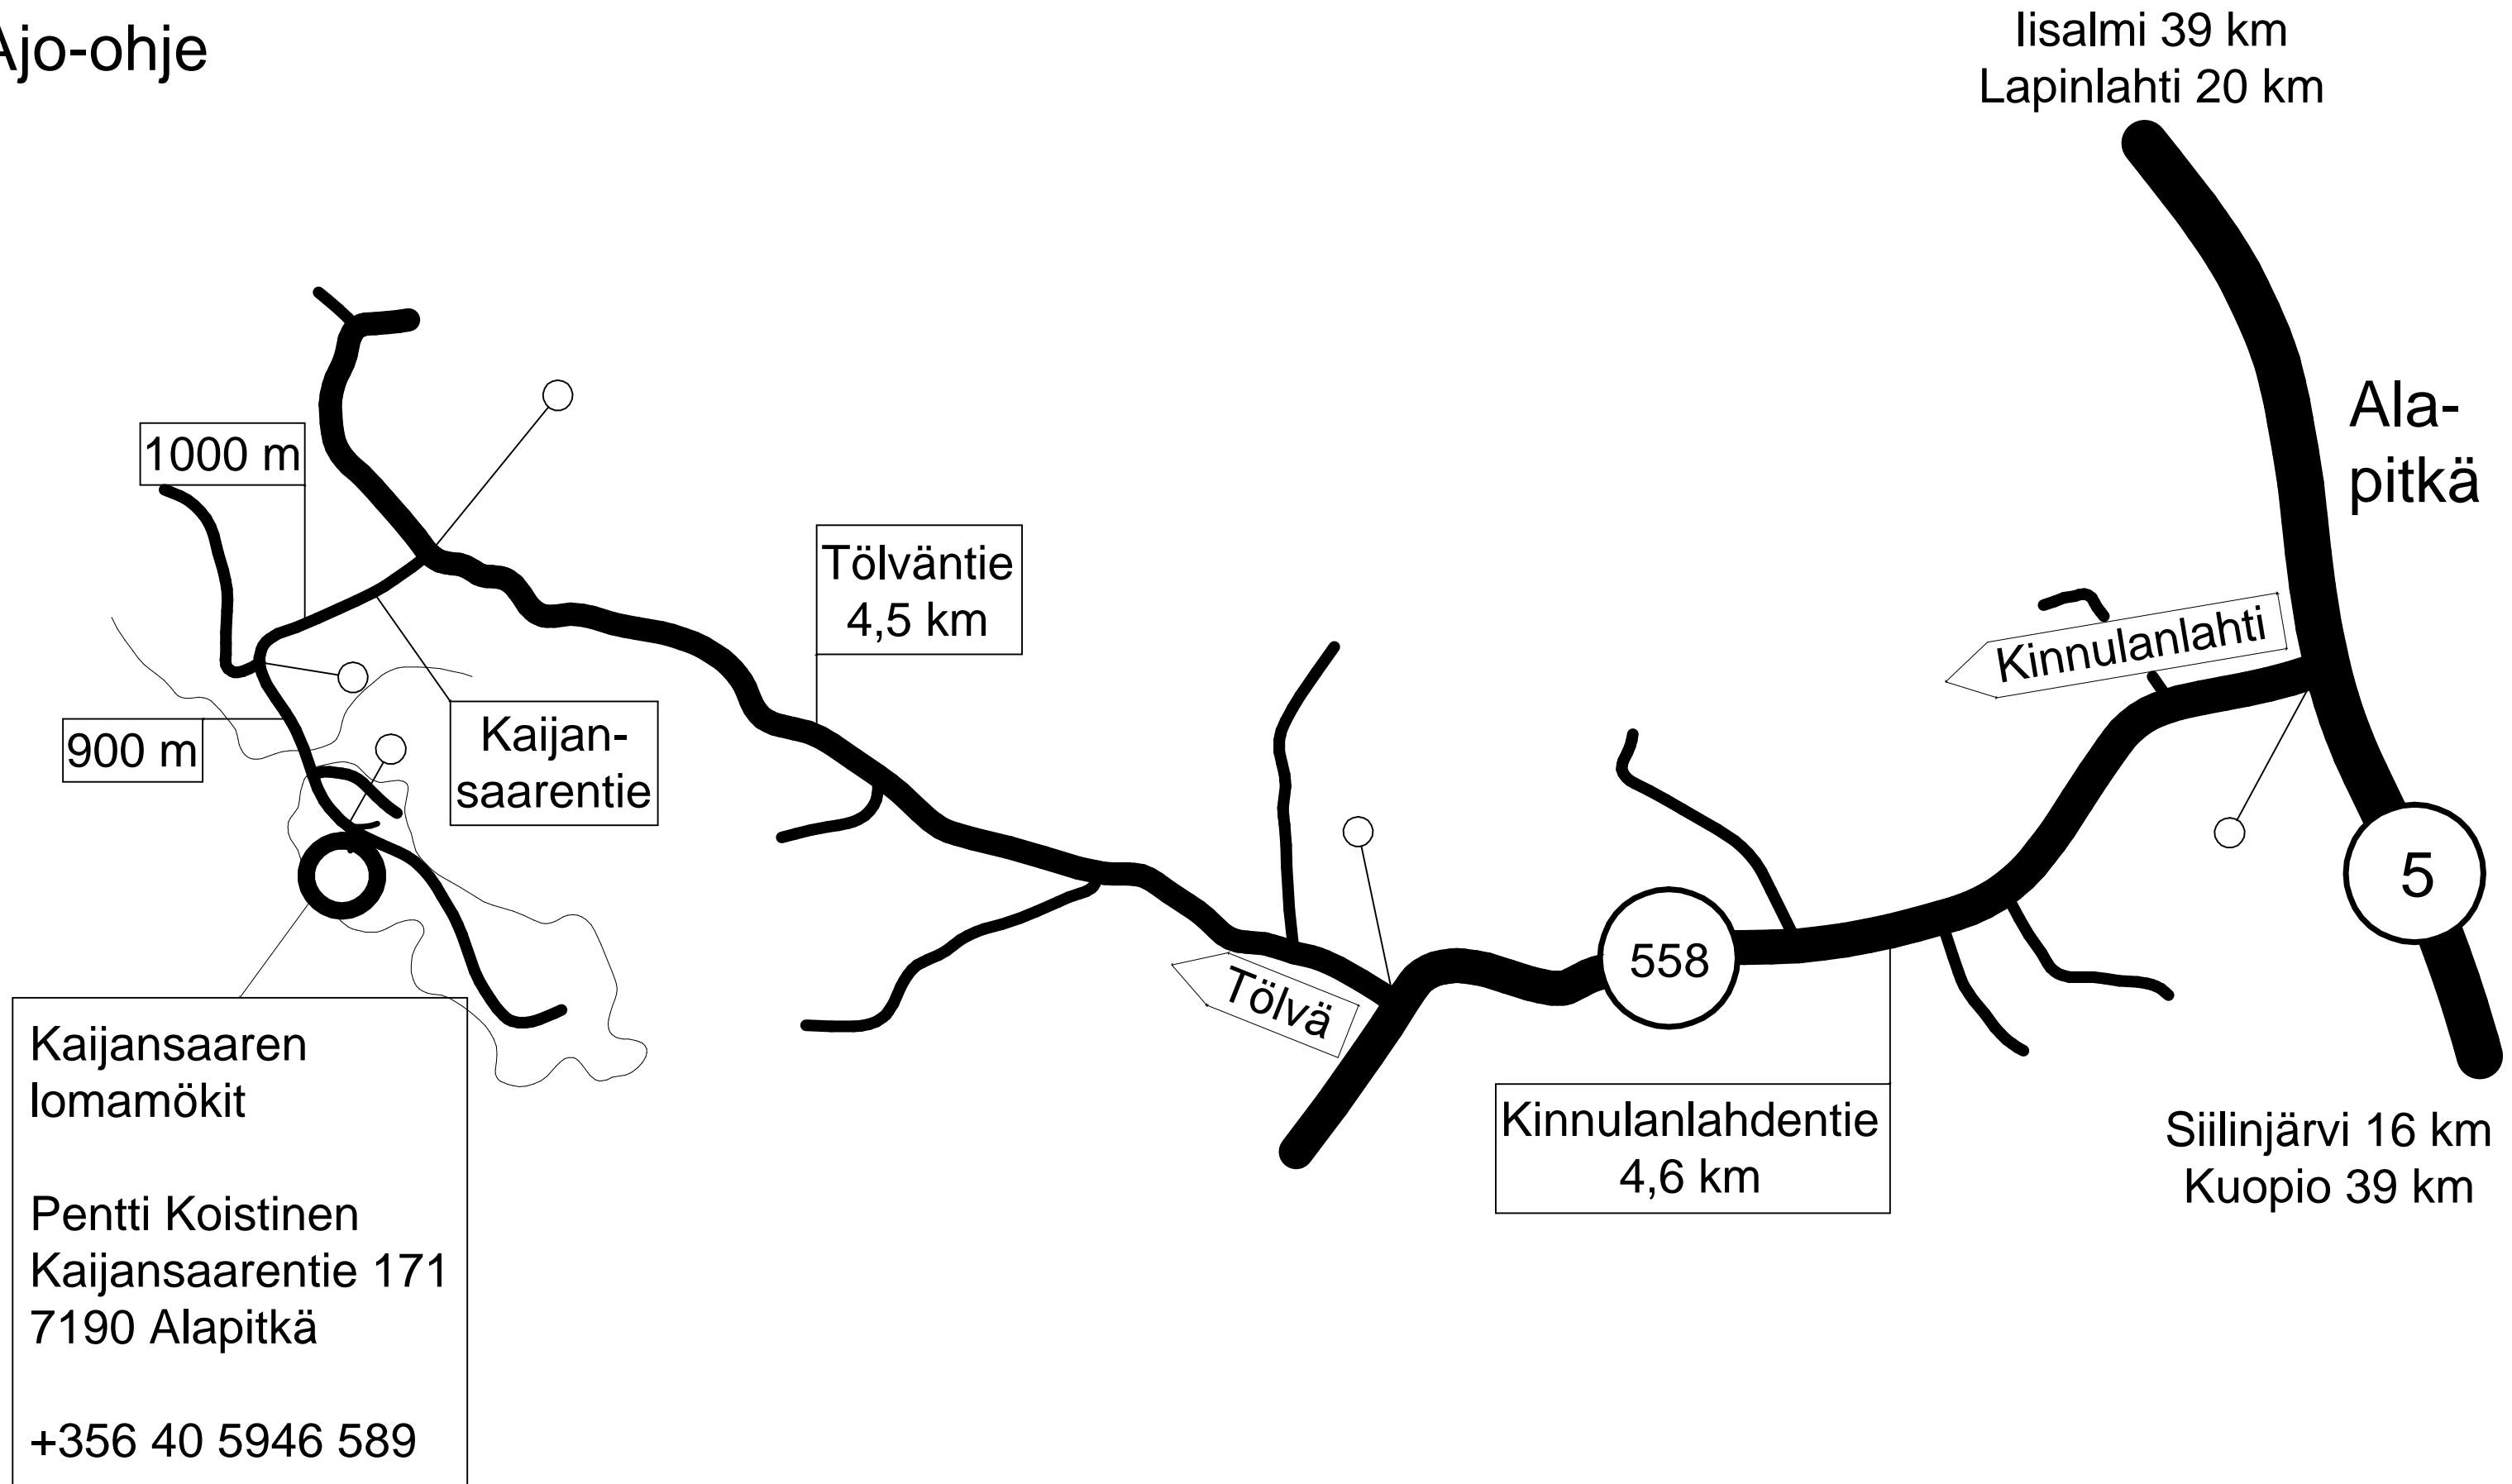 Ajo-ohje
Iisalmi 39 km
Lapinlahti 20 km
Ala-
pitkä
1000 m
Tölväntie
4,5 km
Kinnulanlahti
900 m
Kaijan-
saarentie
5
558
Tölvä
Kinnulanlahdentie
4,6 km
Siilinjärvi 16 km
Kuopio 39 km
Kaijansaaren
lomamökit
Pentti Koistinen
Kaijansaarentie 171
7190 Alapitkä
+356 40 5946 589